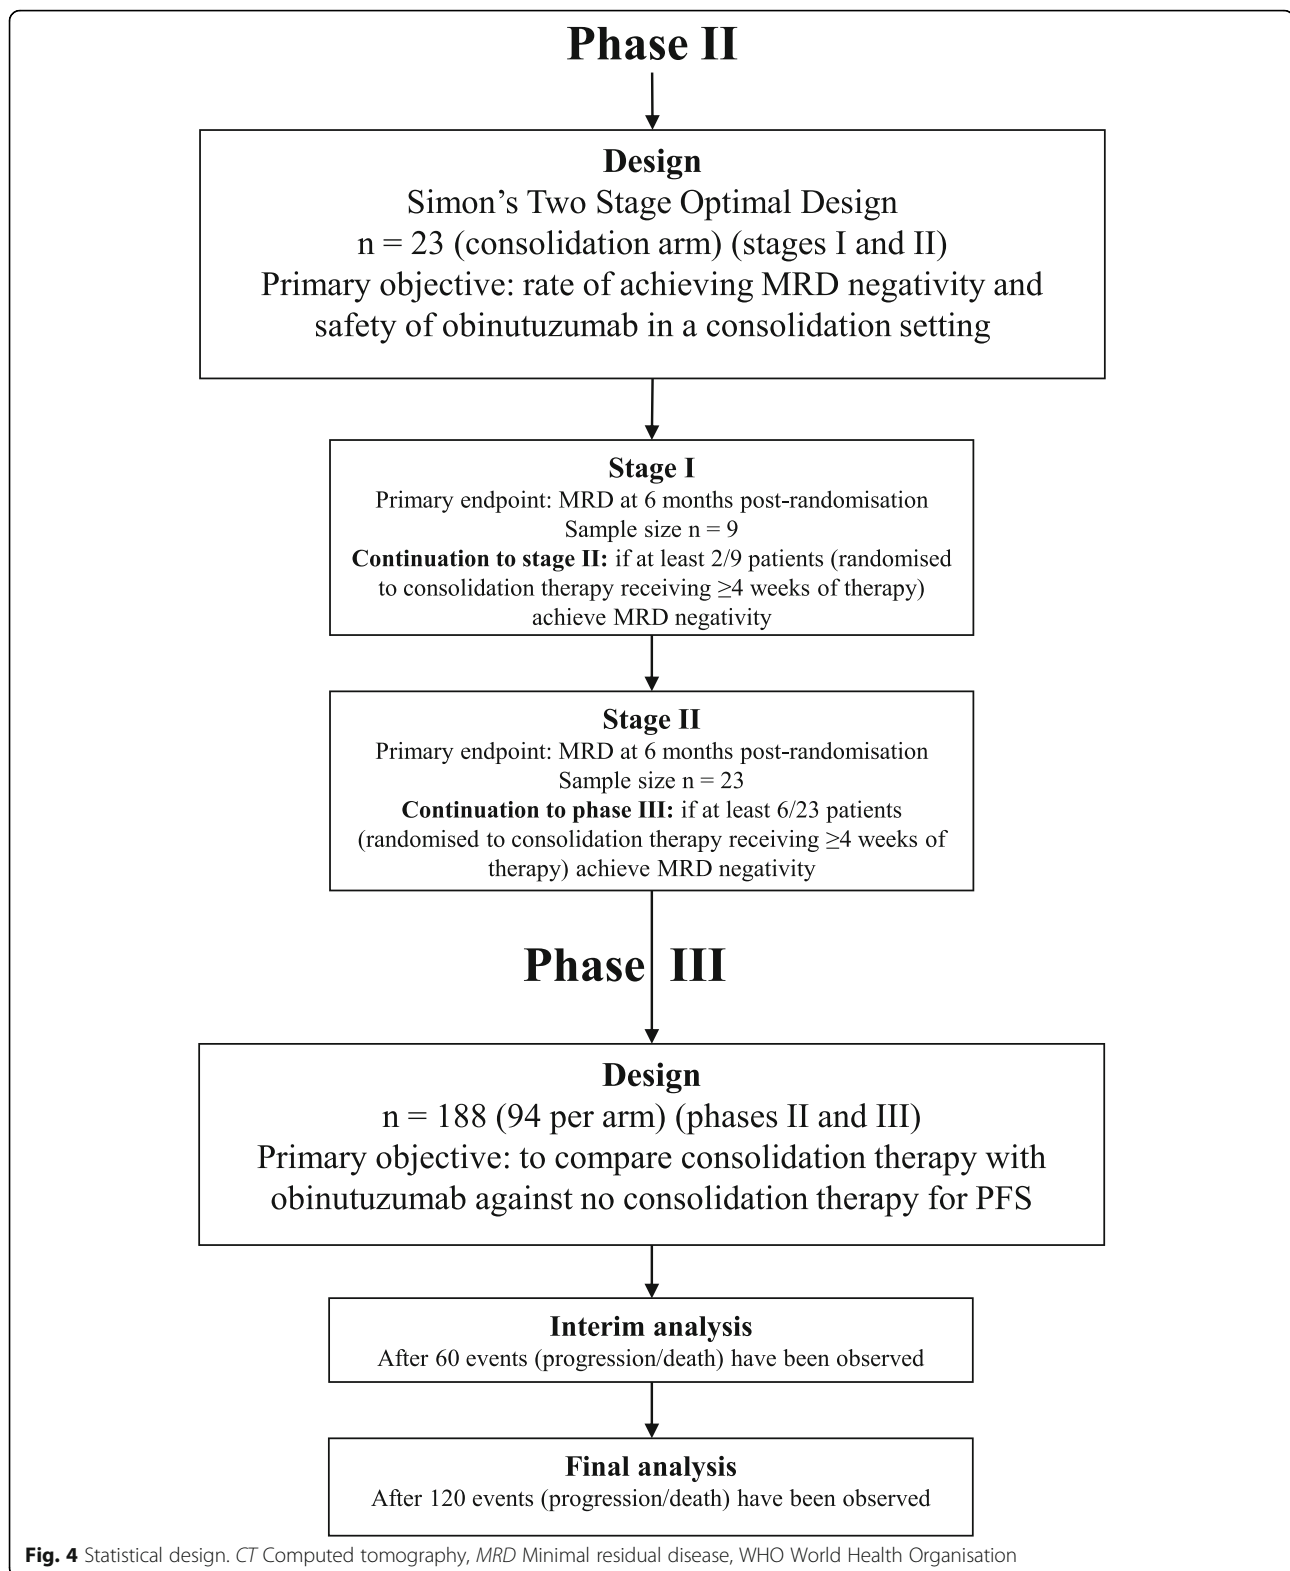 Phase II
Design
Simon's Two Stage Optimal Design
n = 23 (consolidation arm) (stages I and II)
Primary objective: rate of achieving MRD negativity and
safety of obinutuzumab in a consolidation setting
Stage I
Primary endpoint: MRD at 6 months post-randomisation
Sample size n = 9
Continuation to stage II: if at least 2/9 patients (randomised
to consolidation therapy receiving ≥4 weeks of therapy)
achieve MRD negativity
Stage II
Primary endpoint: MRD at 6 months post-randomisation
Sample size n = 23
Continuation to phase III: if at least 6/23 patients
(randomised to consolidation therapy receiving ≥4 weeks of
therapy) achieve MRD negativity
Phase III
Design
n = 188 (94 per arm) (phases II and III)
Primary objective: to compare consolidation therapy with
obinutuzumab against no consolidation therapy for PFS
Interim analysis
After 60 events (progression/death) have been observed
Final analysis
After 120 events (progression/death) have been observed
Fig. 4 Statistical design. CT Computed tomography, MRD Minimal residual disease, WHO World Health Organisation